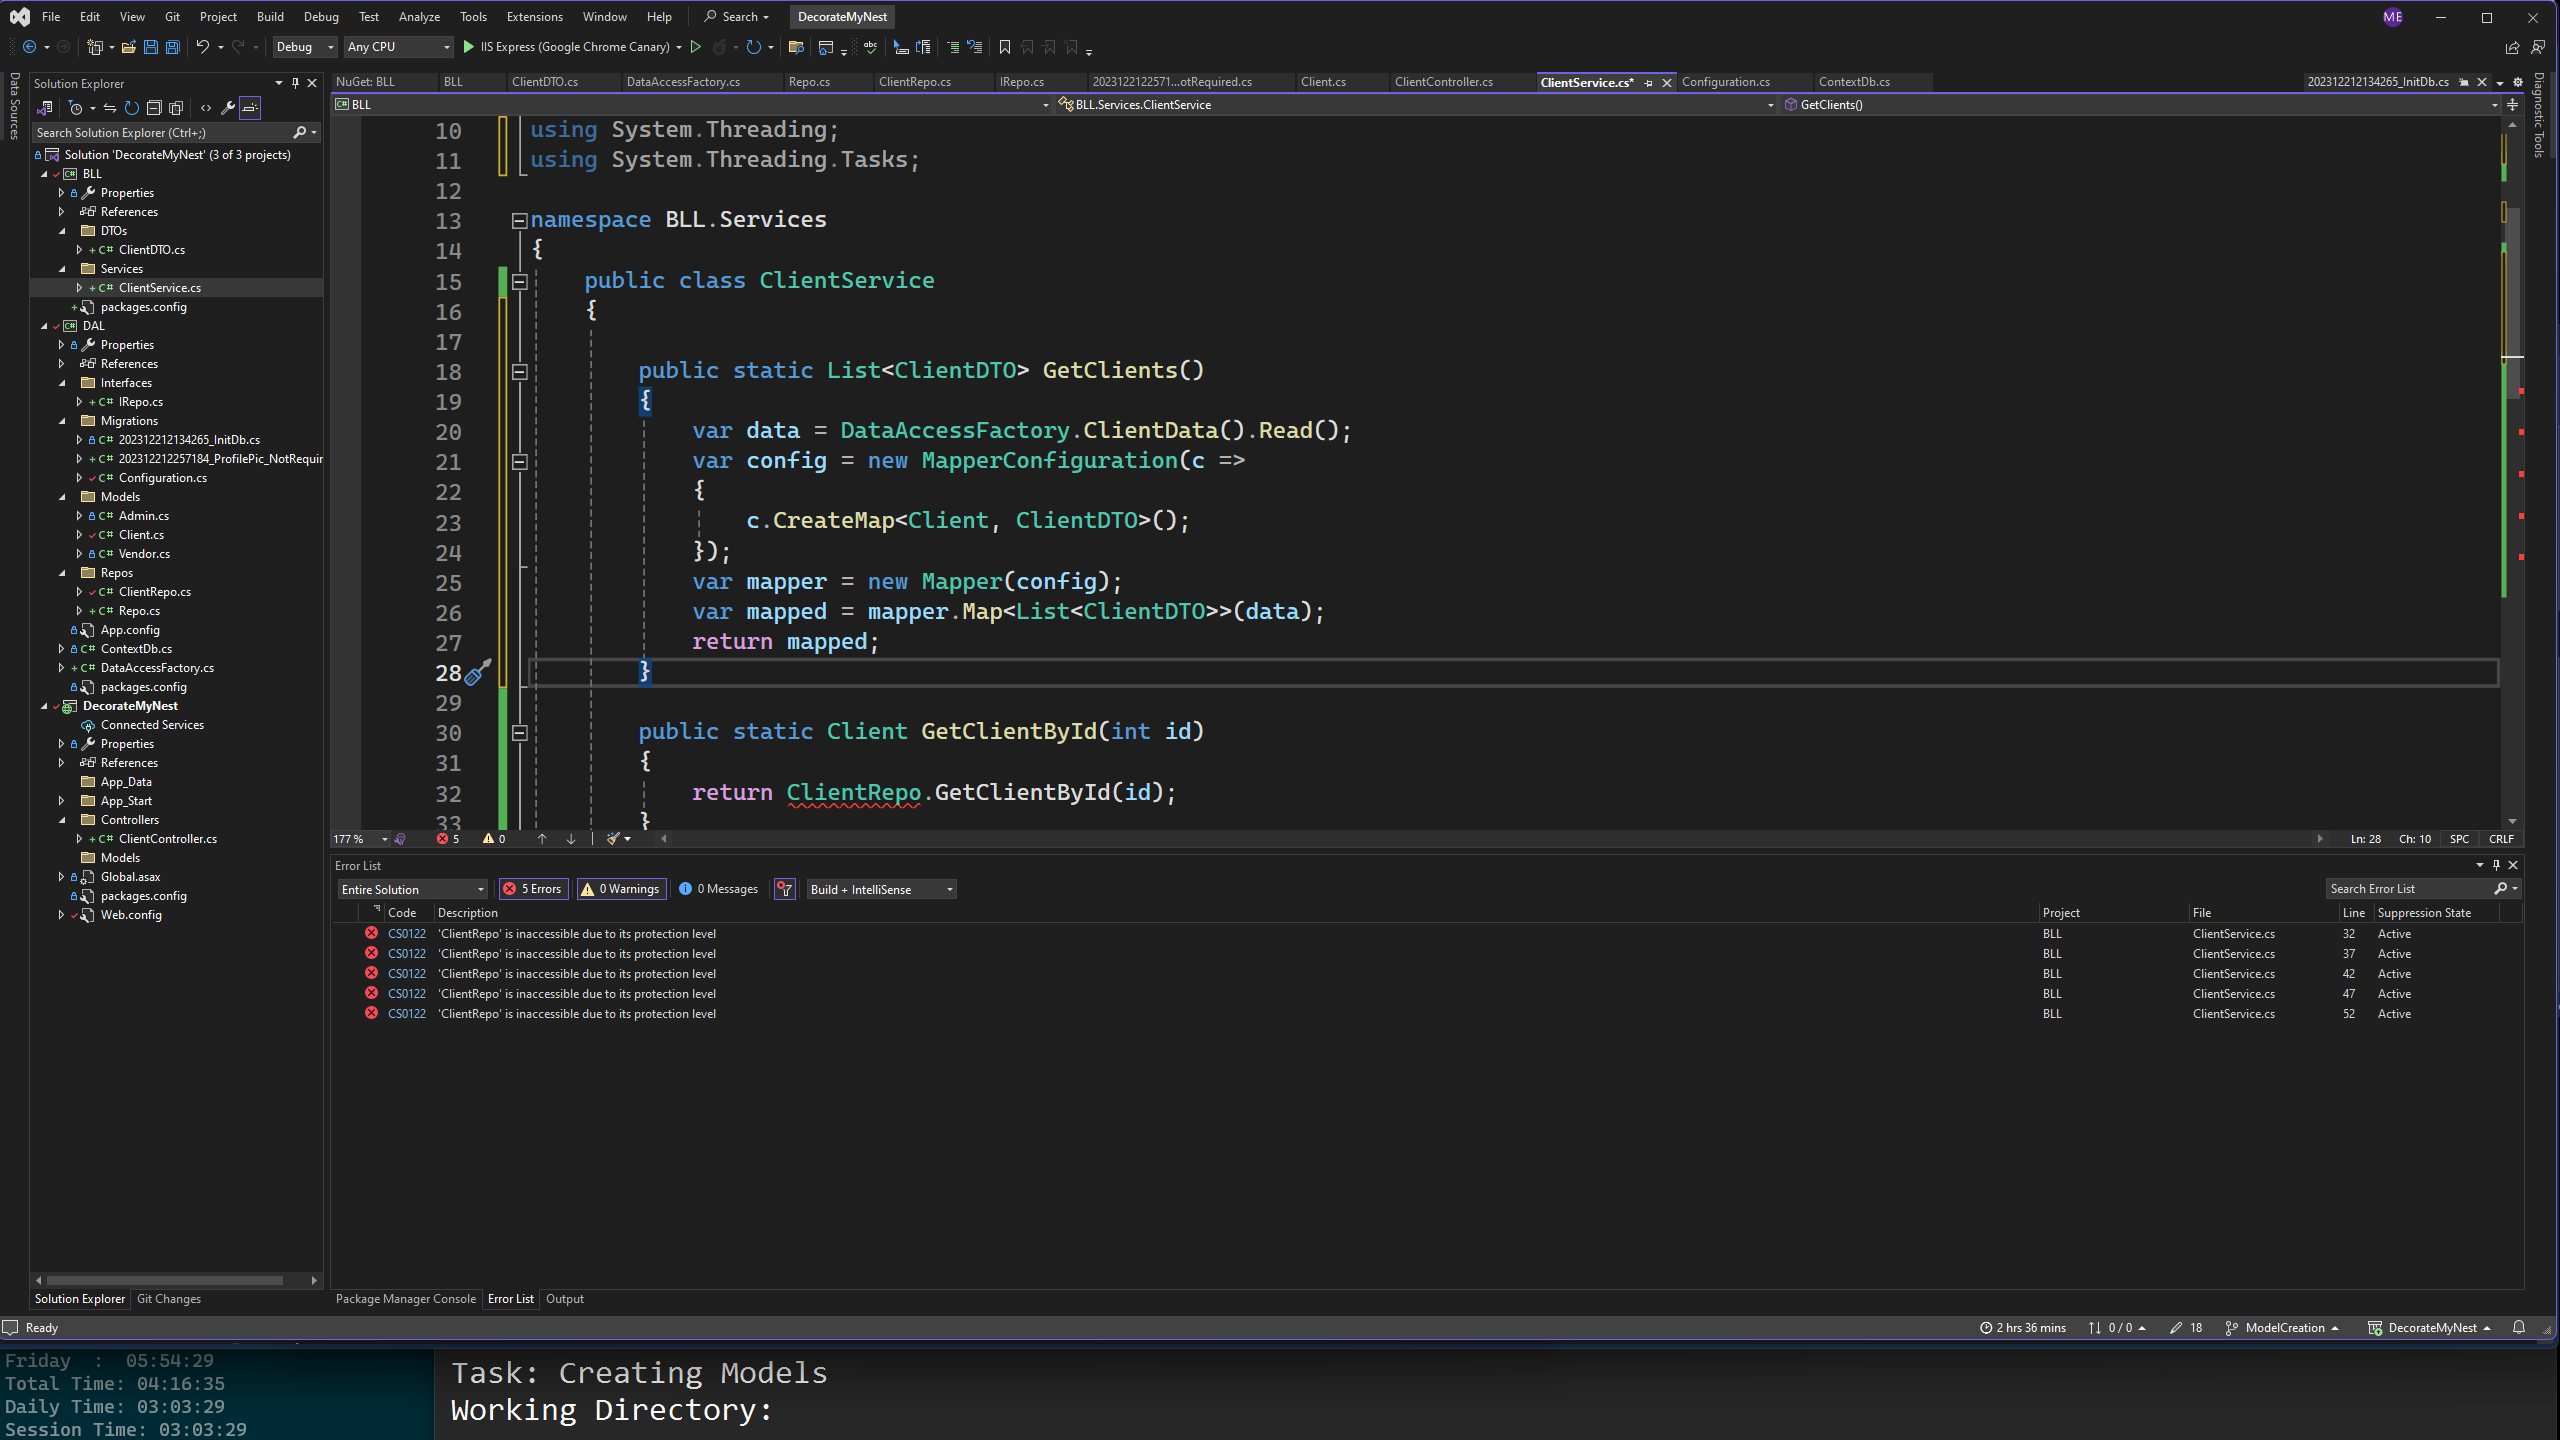 File Edit View Git Project Build Debug Test Analyze Tools Extensions Window Help Search DecorateMyNest ME
Debug Any CPU IIS Express (Google Chrome Canary)
Data Sources
Solution Explorer
Search Solution Explorer (Ctrl+;)
Solution 'DecorateMyNest' (3 of 3 projects)
BLL
Properties
References
DTOs
C# ClientDTO.cs
Services
C# ClientService.cs
packages.config
DAL
Properties
References
Interfaces
C# IRepo.cs
Migrations
C# 202312212134265_InitDb.cs
C# 202312212257184_ProfilePic_NotRequir
C# Configuration.cs
Models
C# Admin.cs
C# Client.cs
C# Vendor.cs
Repos
C# ClientRepo.cs
C# Repo.cs
App.config
C# ContextDb.cs
C# DataAccessFactory.cs
packages.config
DecorateMyNest
Connected Services
Properties
References
App_Data
App_Start
Controllers
C# ClientController.cs
Models
Global.asax
packages.config
Web.config
Solution Explorer Git Changes
NuGet: BLL BLL ClientDTO.cs DataAccessFactory.cs Repo.cs ClientRepo.cs IRepo.cs 2023122122571...otRequired.cs Client.cs ClientController.cs ClientService.cs* Configuration.cs ContextDb.cs 202312212134265_InitDb.cs
BLL BLL.Services.ClientService GetClients()
Diagnostic Tools
10 using System.Threading;
11 using System.Threading.Tasks;
12
13 namespace BLL.Services
14 {
15 public class ClientService
16 {
17
18 public static List<ClientDTO> GetClients()
19 {
20 var data = DataAccessFactory.ClientData().Read();
21 var config = new MapperConfiguration(c =>
22 {
23 c.CreateMap<Client, ClientDTO>();
24 });
25 var mapper = new Mapper(config);
26 var mapped = mapper.Map<List<ClientDTO>>(data);
27 return mapped;
28 }
29
30 public static Client GetClientById(int id)
31 {
32 return ClientRepo.GetClientById(id);
33 }
177 % 5 0 Ln: 28 Ch: 10 SPC CRLF
Error List
Entire Solution 5 Errors 0 Warnings 0 Messages Build + IntelliSense Search Error List
Code Description Project File Line Suppression State
CS0122 'ClientRepo' is inaccessible due to its protection level BLL ClientService.cs 32 Active
CS0122 'ClientRepo' is inaccessible due to its protection level BLL ClientService.cs 37 Active
CS0122 'ClientRepo' is inaccessible due to its protection level BLL ClientService.cs 42 Active
CS0122 'ClientRepo' is inaccessible due to its protection level BLL ClientService.cs 47 Active
CS0122 'ClientRepo' is inaccessible due to its protection level BLL ClientService.cs 52 Active
Package Manager Console Error List Output
Ready 2 hrs 36 mins 0 / 0 18 ModelCreation DecorateMyNest
Friday : 05:54:29
Total Time: 04:16:35
Daily Time: 03:03:29
Session Time: 03:03:29
Task: Creating Models
Working Directory: